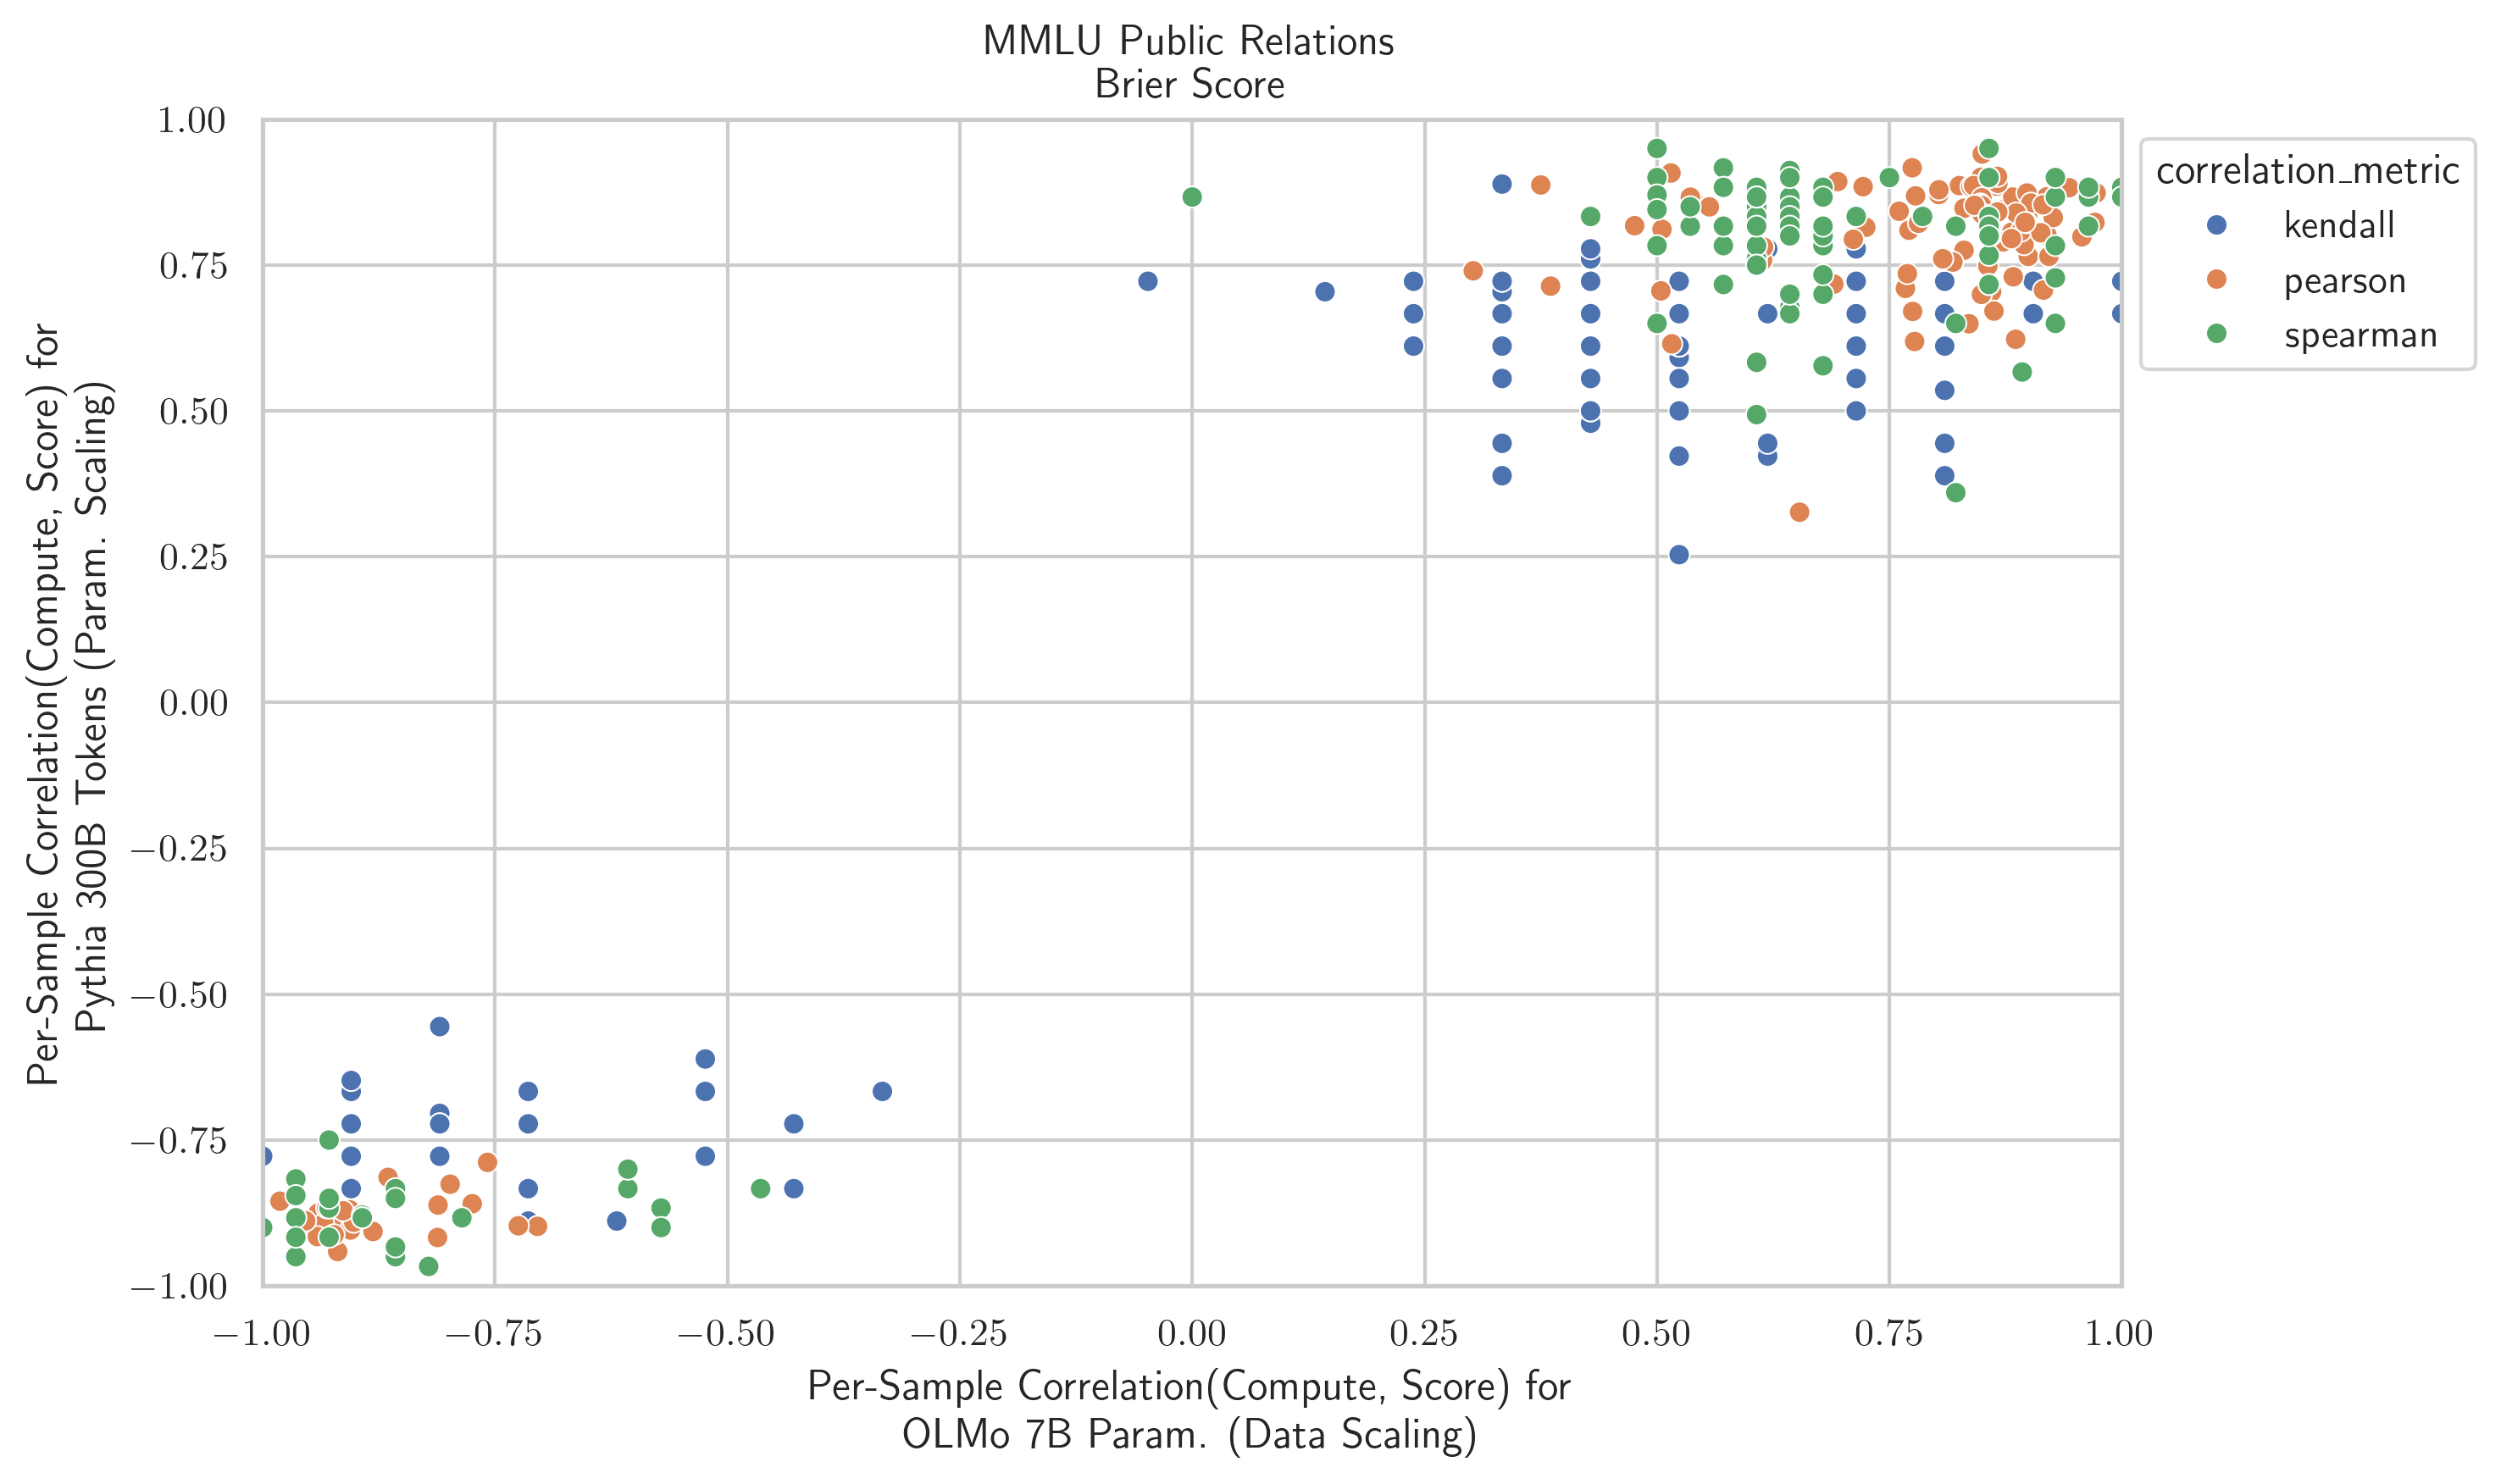 MMLU Public Relations
Brier Score
Per-Sample Correlation(Compute, Score) for
Pythia 300B Tokens (Param. Scaling)
1.00
0.75
0.50
0.25
0.00
−0.25
−0.50
−0.75
−1.00
−1.00 −0.75 −0.50 −0.25 0.00 0.25 0.50 0.75 1.00
Per-Sample Correlation(Compute, Score) for
OLMo 7B Param. (Data Scaling)
correlation_metric
kendall
pearson
spearman